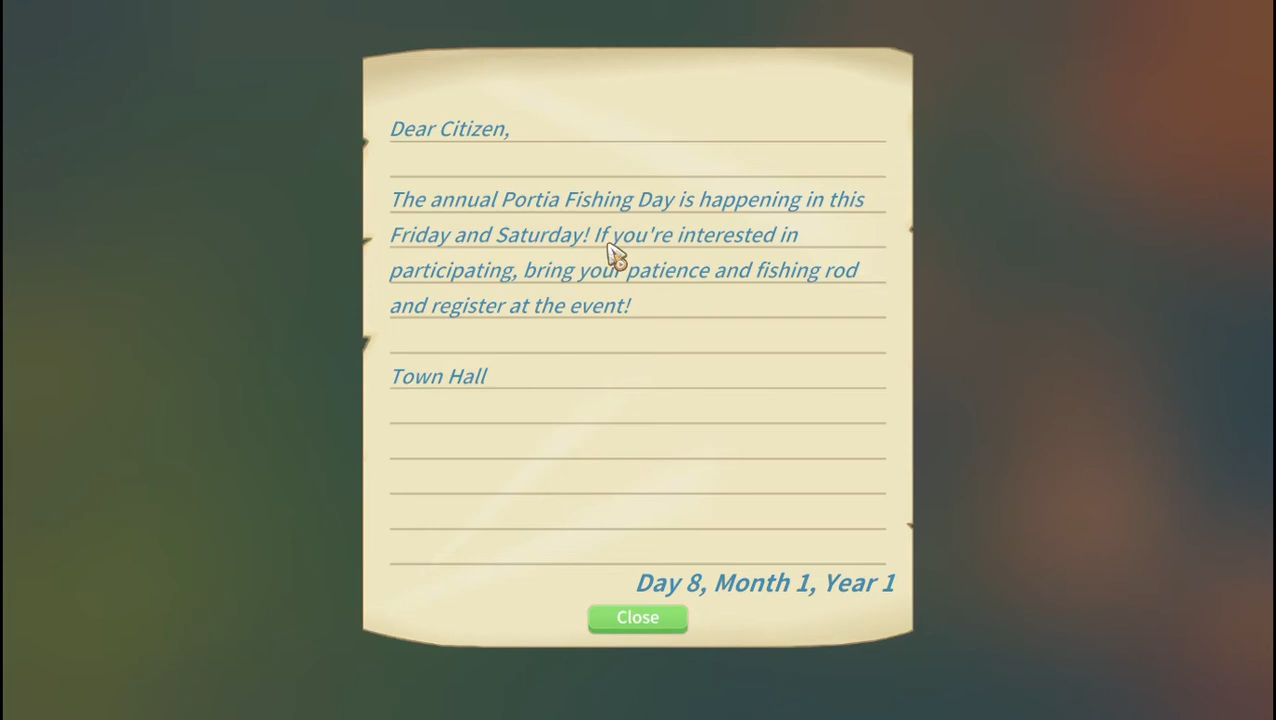 Dear Citizen,
The annual Portia Fishing Day is happening in this
Friday and Saturday! If you're interested in
participating, bring your patience and fishing rod
and register at the event!
Town Hall
Day 8, Month 1, Year 1
Close